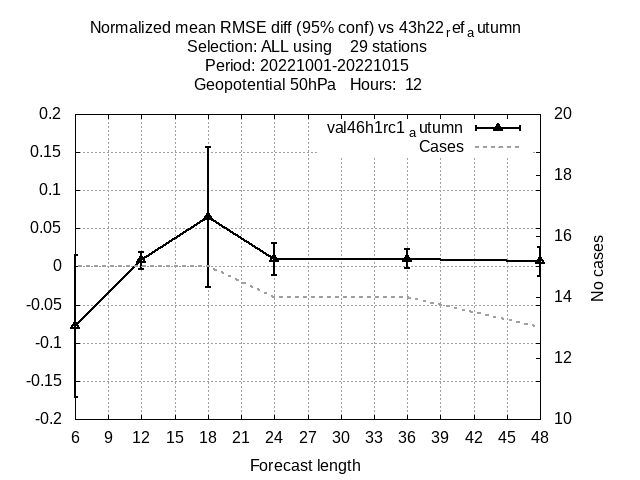 Normalized mean RMSE diff (95% conf) vs 43h22ref autumn
Selection: ALL using 29 stations
Period: 20221001-20221015
Geopotential 50hPa Hours: 12
val46h1rc1autumn
Cases
0.2
0.15
0.1
0.05
0
-0.05
-0.1
-0.15
-0.2
20
18
16
14
12
10
No cases
6 9 12 15 18 21 24 27 30 33 36 39 42 45 48
Forecast length